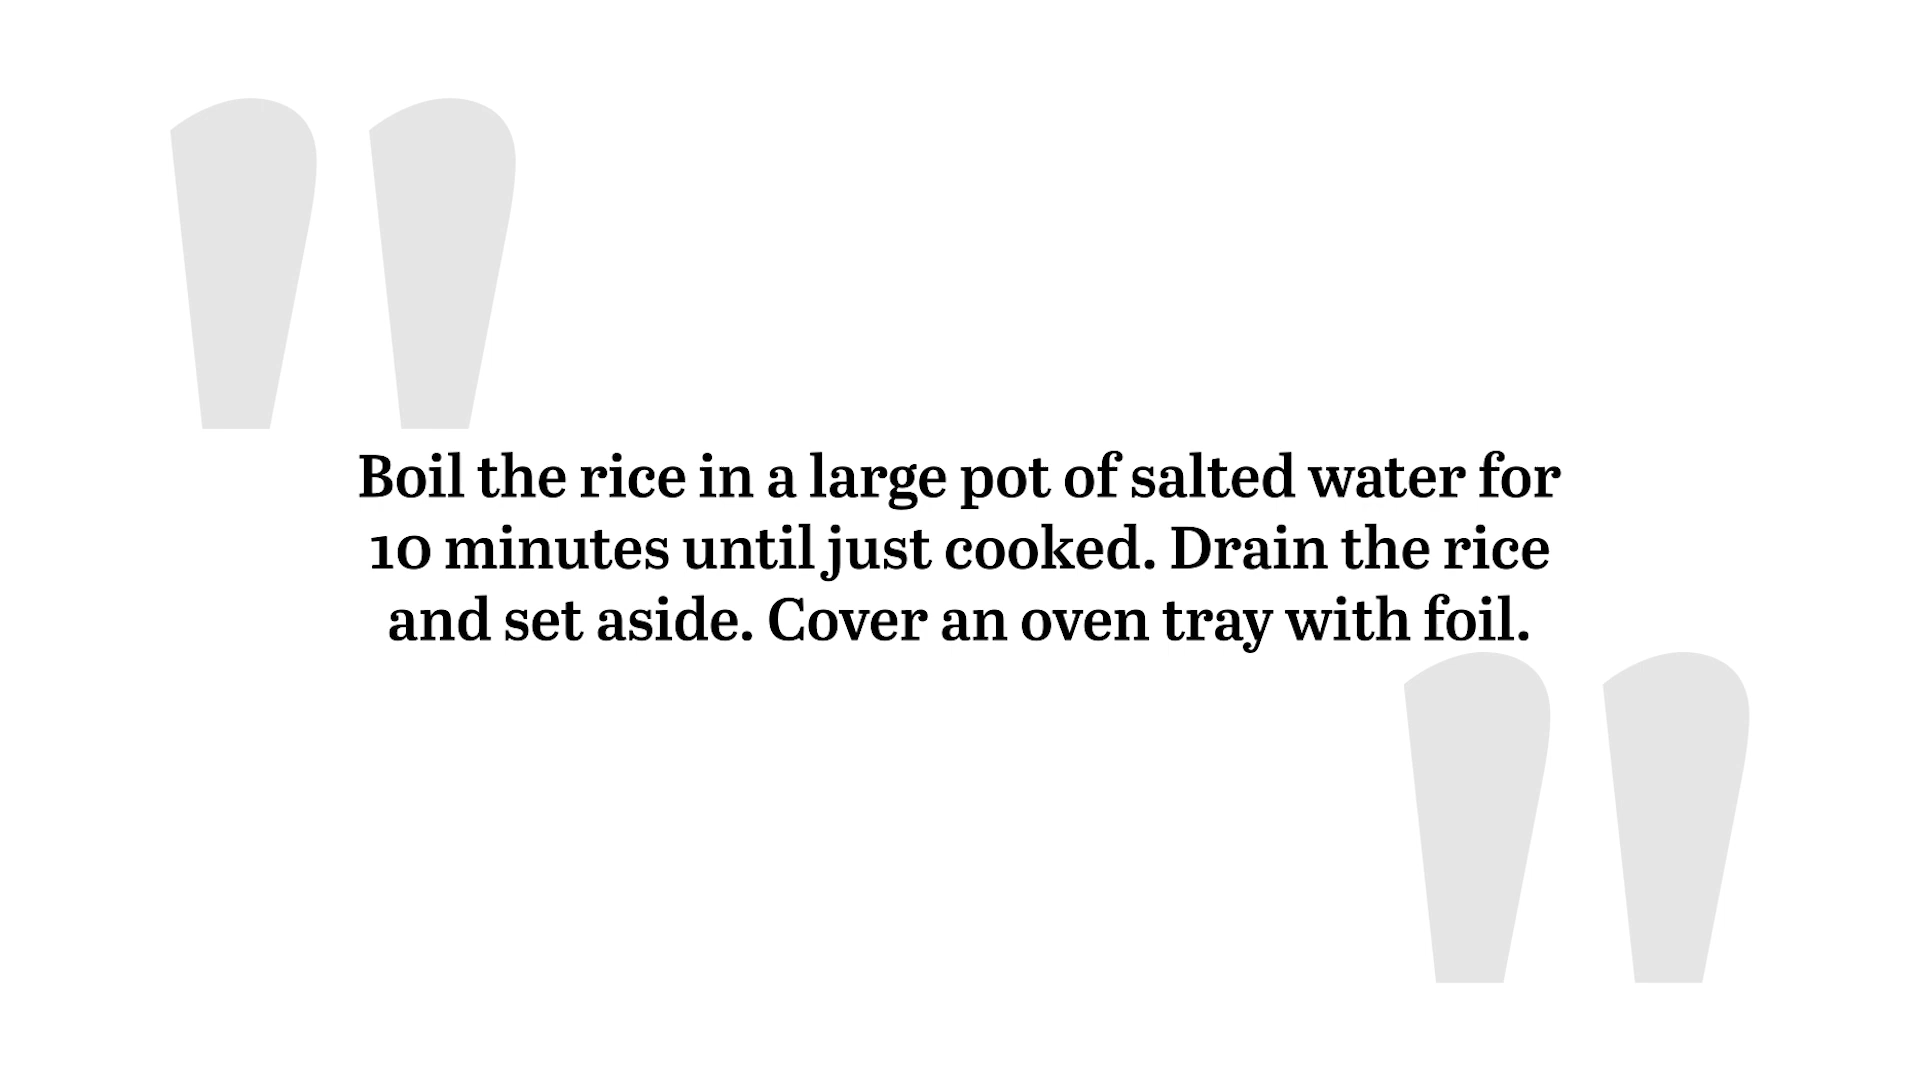 Boil the rice in a large pot of salted water for
10 minutes until just cooked. Drain the rice
and set aside. Cover an oven tray with foil.